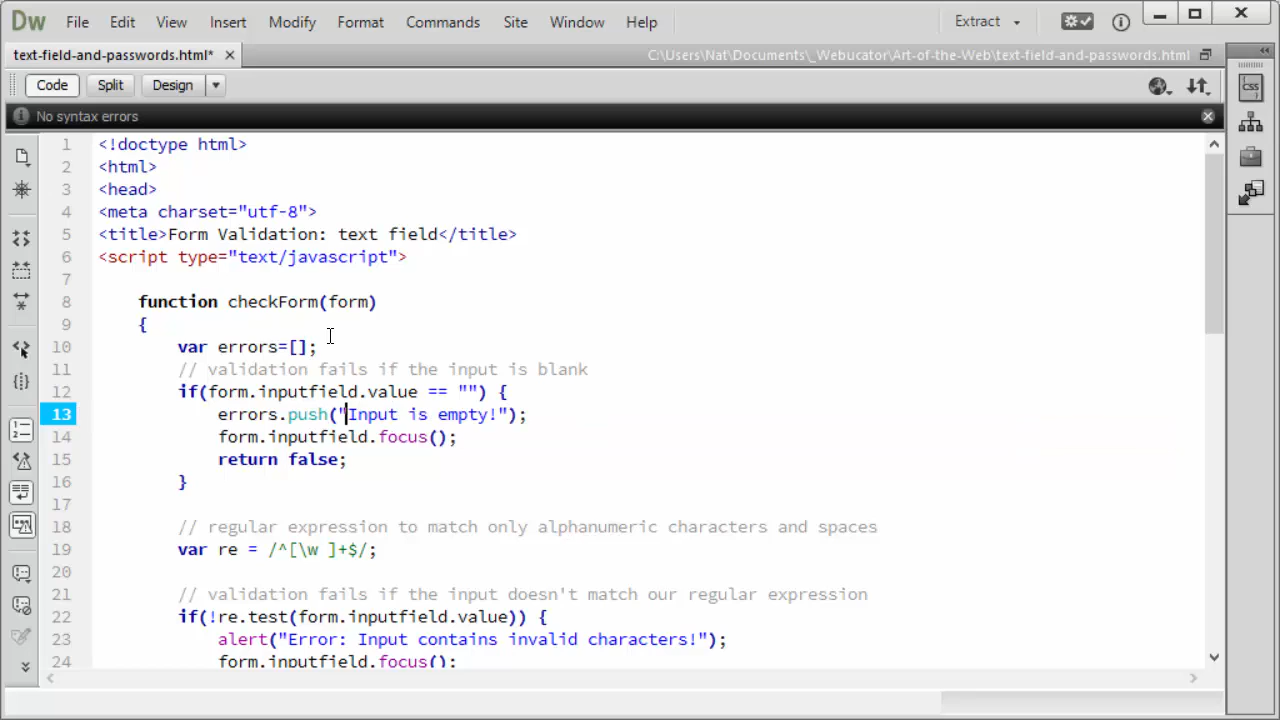 Dw File Edit View Insert Modify Format Commands Site Window Help Extract
text-field-and-passwords.html* C:\Users\Nat\Documents\_Webucator\Art-of-the-Web\text-field-and-passwords.html
Code Split Design
No syntax errors
CSS
1 <!doctype html>
2 <html>
3 <head>
4 <meta charset="utf-8">
5 <title>Form Validation: text field</title>
6 <script type="text/javascript">
7
8 function checkForm(form)
9 {
10 var errors=[];
11 // validation fails if the input is blank
12 if(form.inputfield.value == "") {
13 errors.push("Input is empty!");
14 form.inputfield.focus();
15 return false;
16 }
17
18 // regular expression to match only alphanumeric characters and spaces
19 var re = /^[\w ]+$/;
20
21 // validation fails if the input doesn't match our regular expression
22 if(!re.test(form.inputfield.value)) {
23 alert("Error: Input contains invalid characters!");
24 form.inputfield.focus();